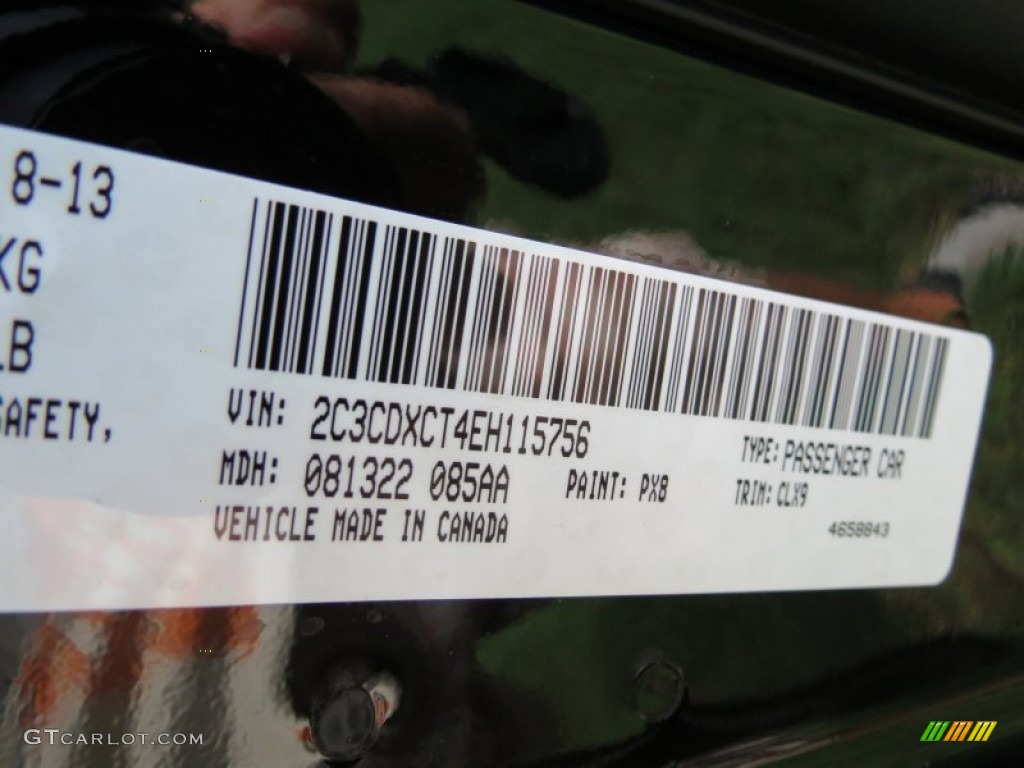 8-13
KG
LB
SAFETY,
VIN: 2C3CDXCT4EH115756
TYPE: PASSENGER CAR
MDH: 081322 085AA
PAINT: PX8
TRIM: CLX9
VEHICLE MADE IN CANADA
4658843
GTCARLOT.COM